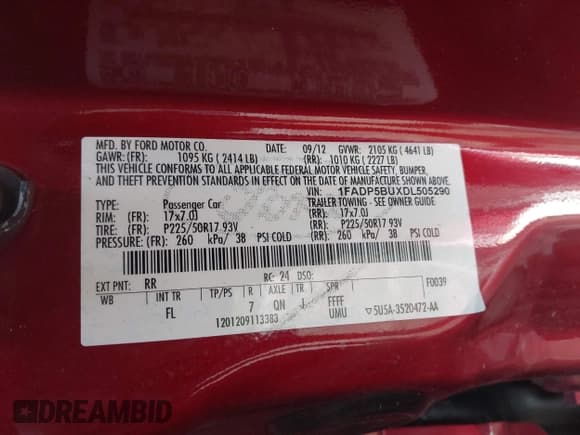 MFD. BY FORD MOTOR CO. DATE: 09/12 GVWR: 2105 KG ( 4641 LB)
GAWR: (FR): 1095 KG ( 2414 LB) (RR): 1010 KG ( 2227 LB)
THIS VEHICLE CONFORMS TO ALL APPLICABLE FEDERAL MOTOR VEHICLE SAFETY, BUMPER,
AND THEFT PREVENTION STANDARDS IN EFFECT ON THE DATE OF MANUFACTURE SHOWN ABOVE.
VIN: 1FADP5BUXDL505290
TYPE: Passenger Car TRAILER TOWING - SEE OWNER GUIDE
RIM: (FR): 17x7.0J (RR): 17x7.0J
TIRE: (FR): P225/50R17 93V (RR): P225/50R17 93V
PRESSURE: (FR): 260 kPa/ 38 PSI COLD (RR): 260 kPa/ 38 PSI COLD
EXT PNT: RR RC: 24 DSO: F0039
WB INT TR TP/PS R AXLE TR SPR
FL 7 QN FFFF
1201209113383 UMU 5U5A-3520472-AA
DREAMBID